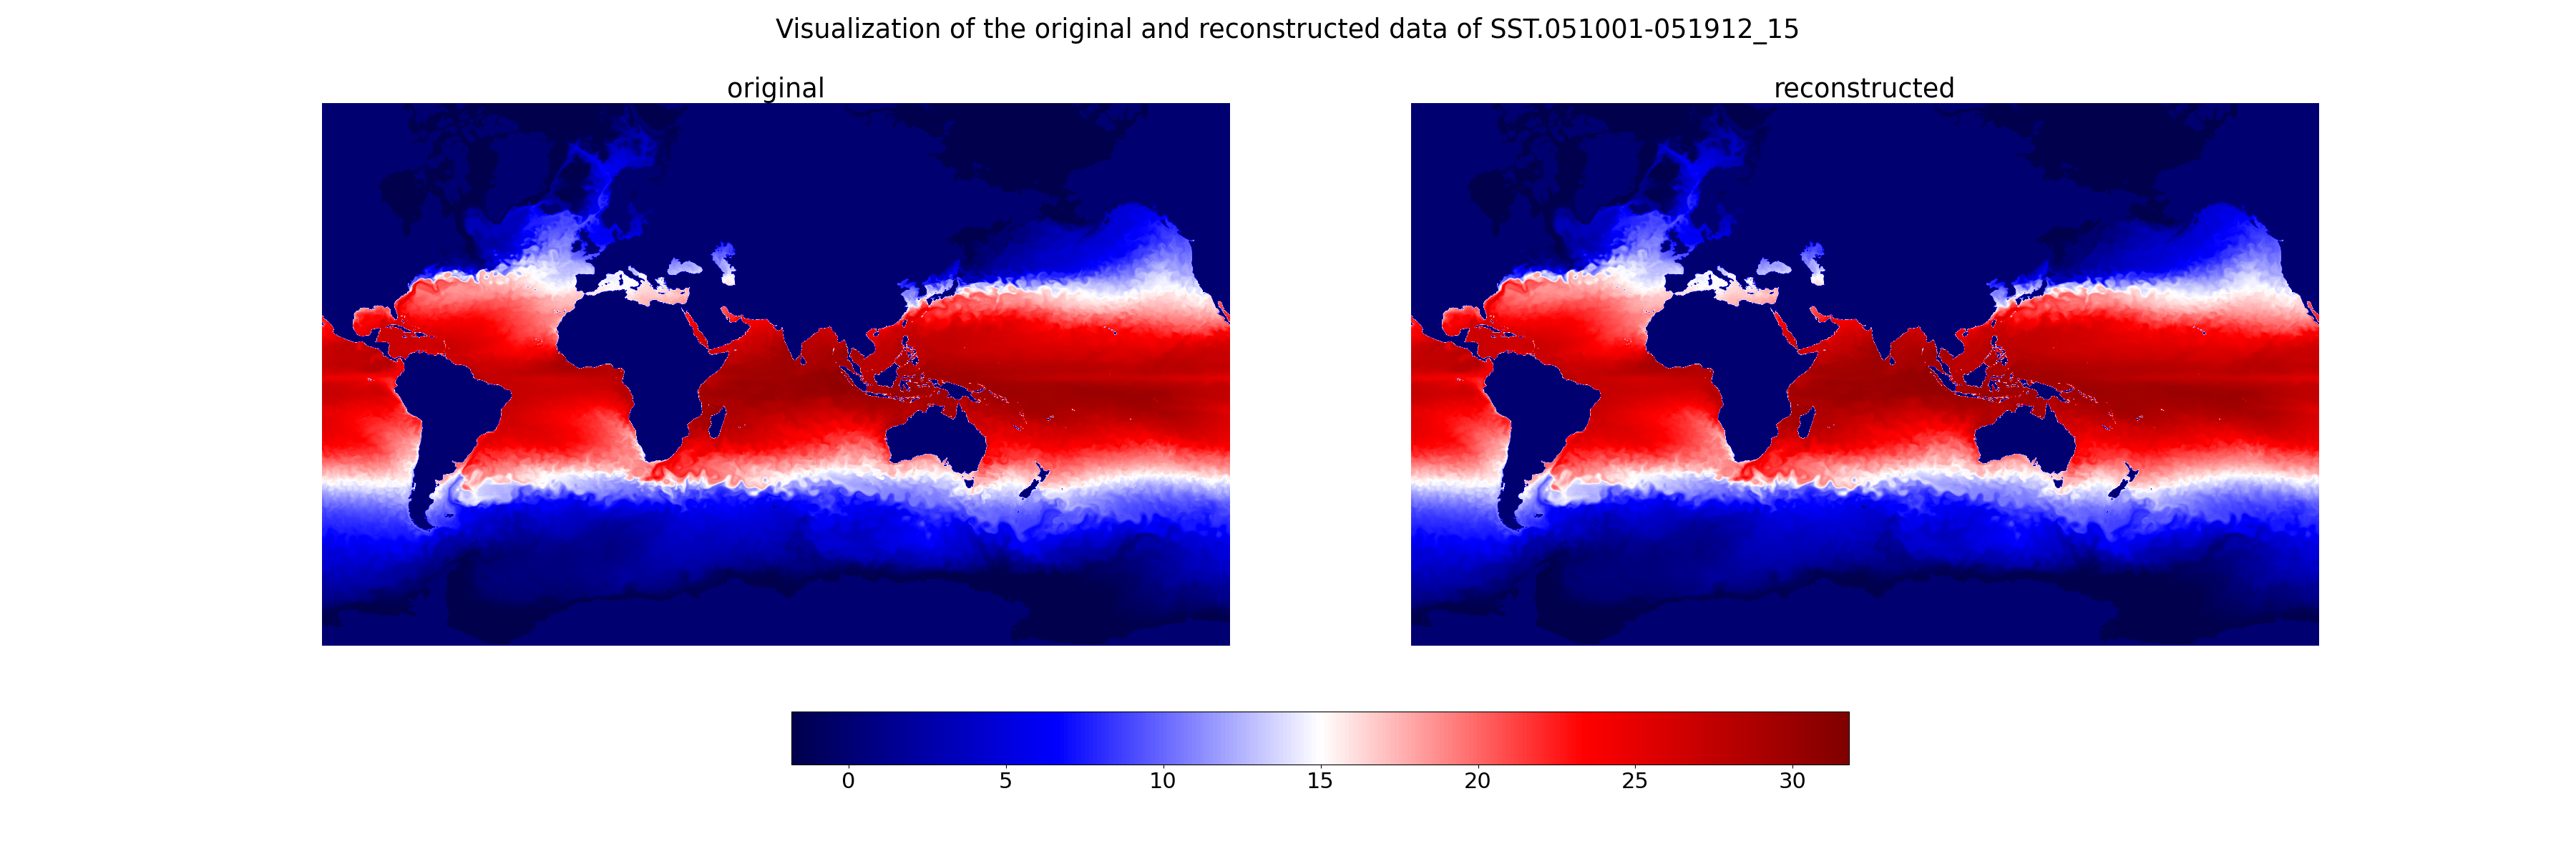 Visualization of the original and reconstructed data of SST.051001-051912_15
original
reconstructed
0 5 10 15 20 25 30